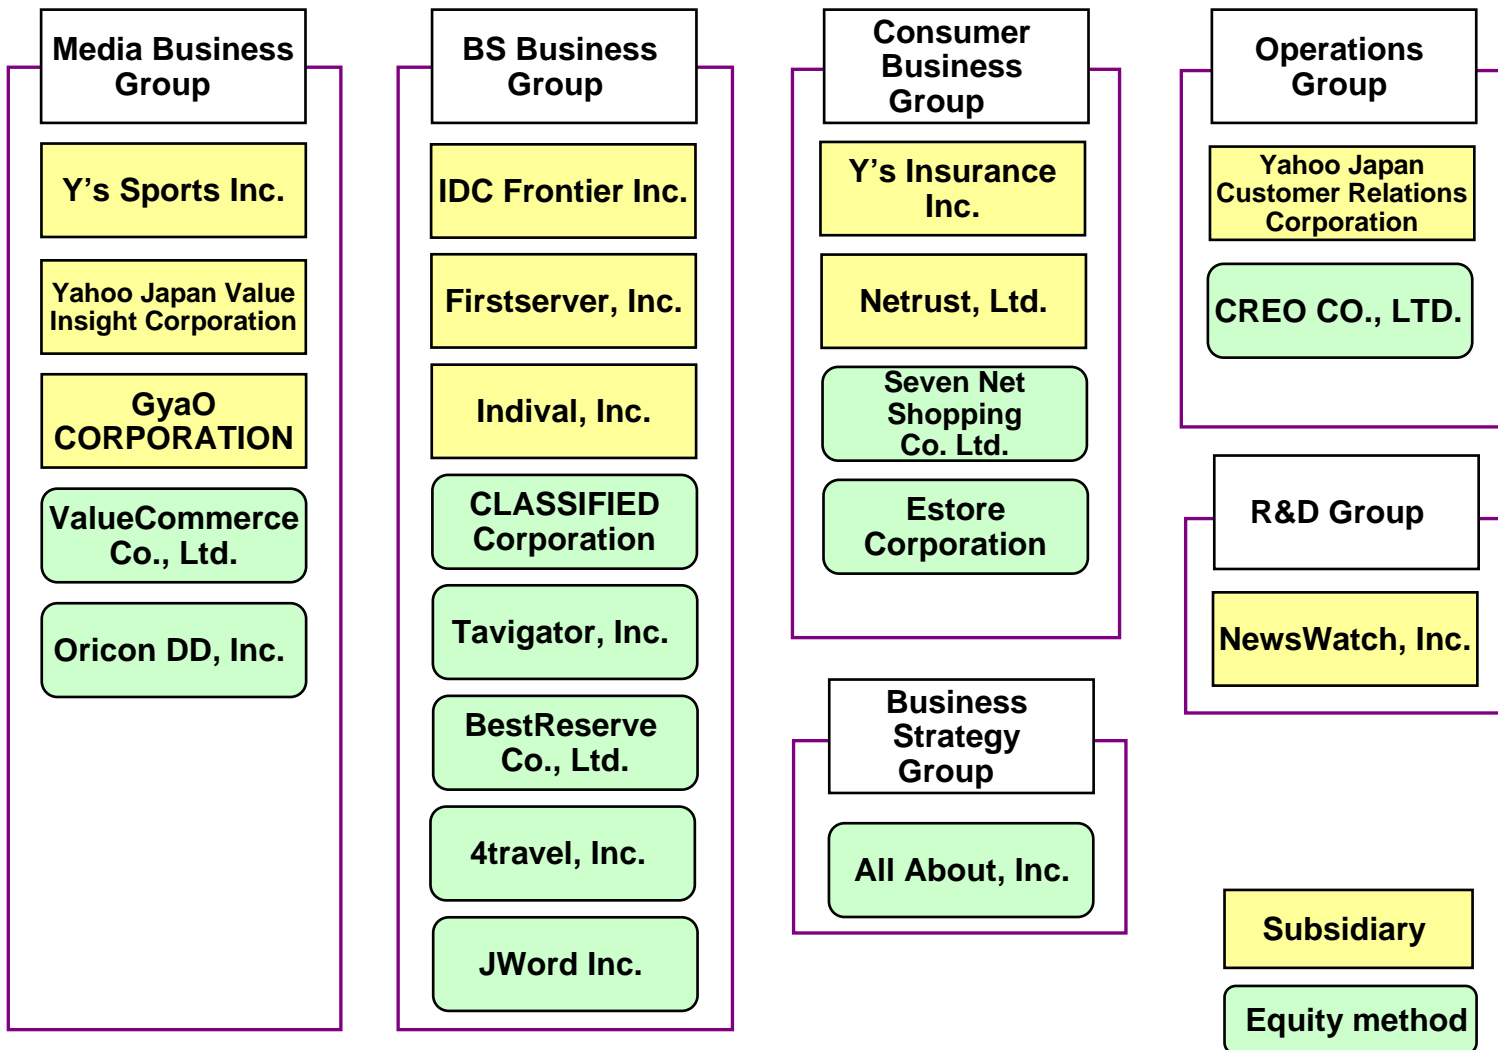 Media Business
Group
Y's Sports Inc.
Yahoo Japan Value
Insight Corporation
GyaO
CORPORATION
ValueCommerce
Co., Ltd.
Oricon DD, Inc.
BS Business
Group
IDC Frontier Inc.
Firstserver, Inc.
Indival, Inc.
CLASSIFIED
Corporation
Tavigator, Inc.
BestReserve
Co., Ltd.
4travel, Inc.
JWord Inc.
Consumer
Business
Group
Y's Insurance
Inc.
Netrust, Ltd.
Seven Net
Shopping
Co. Ltd.
Estore
Corporation
Business
Strategy
Group
All About, Inc.
Operations
Group
Yahoo Japan
Customer Relations
Corporation
CREO CO., LTD.
R&D Group
NewsWatch, Inc.
Subsidiary
Equity method